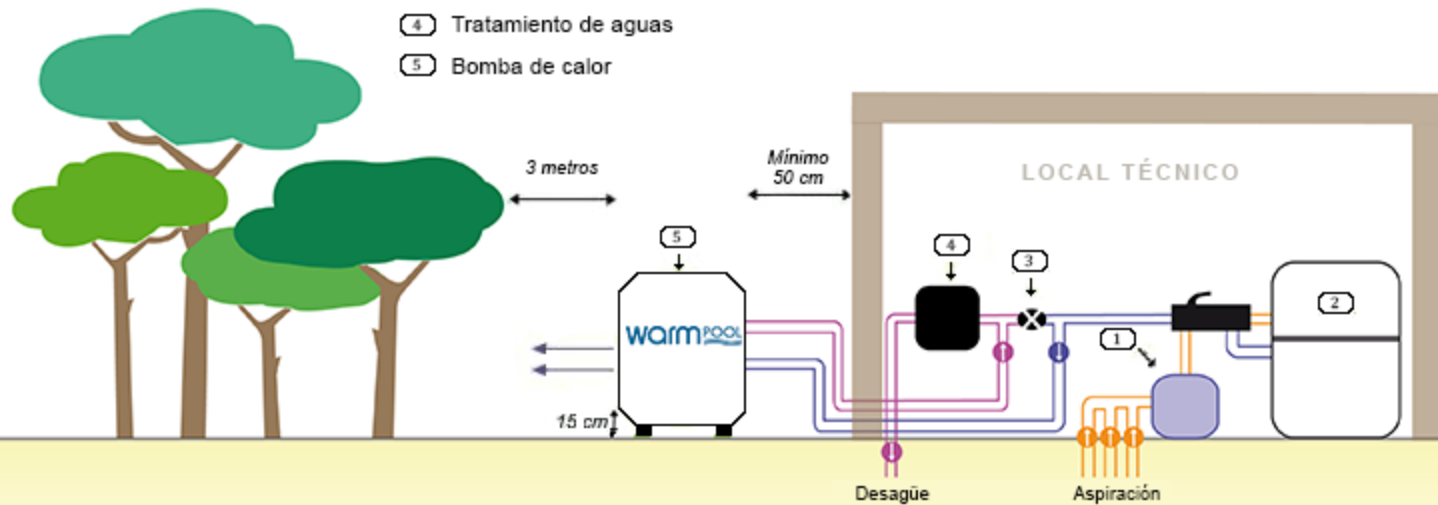 4 Tratamiento de aguas
5 Bomba de calor
3 metros
Mínimo
50 cm
LOCAL TÉCNICO
5
4
3
2
1
warmPOOL
15 cm
Desagüe
Aspiración